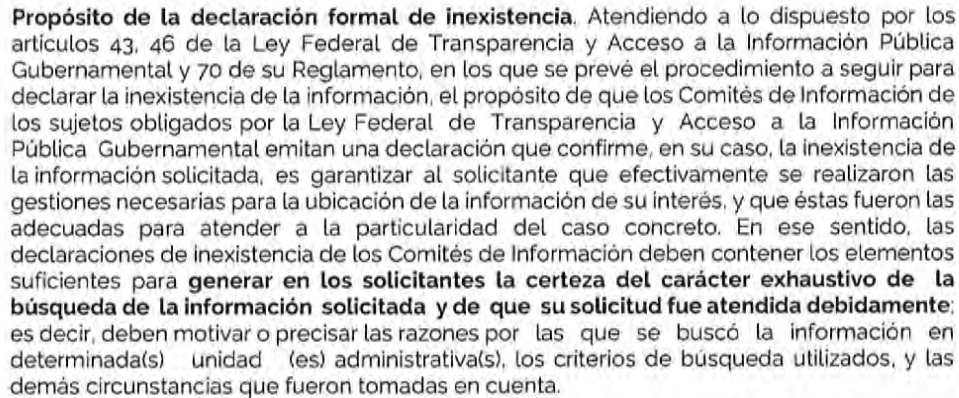 Propósito de la declaración formal de inexistencia. Atendiendo a lo dispuesto por los
artículos 43, 46 de la Ley Federal de Transparencia y Acceso a la Información Pública
Gubernamental y 70 de su Reglamento, en los que se prevé el procedimiento a seguir para
declarar la inexistencia de la información, el propósito de que los Comités de Información de
los sujetos obligados por la Ley Federal de Transparencia y Acceso a la Información
Pública Gubernamental emitan una declaración que confirme, en su caso, la inexistencia de
la información solicitada, es garantizar al solicitante que efectivamente se realizaron las
gestiones necesarias para la ubicación de la información de su interés, y que éstas fueron las
adecuadas para atender a la particularidad del caso concreto. En ese sentido, las
declaraciones de inexistencia de los Comités de Información deben contener los elementos
suficientes para generar en los solicitantes la certeza del carácter exhaustivo de la
búsqueda de la información solicitada y de que su solicitud fue atendida debidamente;
es decir, deben motivar o precisar las razones por las que se buscó la información en
determinada(s) unidad (es) administrativa(s), los criterios de búsqueda utilizados, y las
demás circunstancias que fueron tomadas en cuenta.